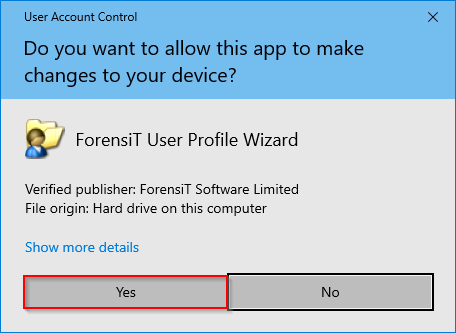 User Account Control
Do you want to allow this app to make
changes to your device?
ForensiT User Profile Wizard
Verified publisher: ForensiT Software Limited
File origin: Hard drive on this computer
Show more details
Yes
No